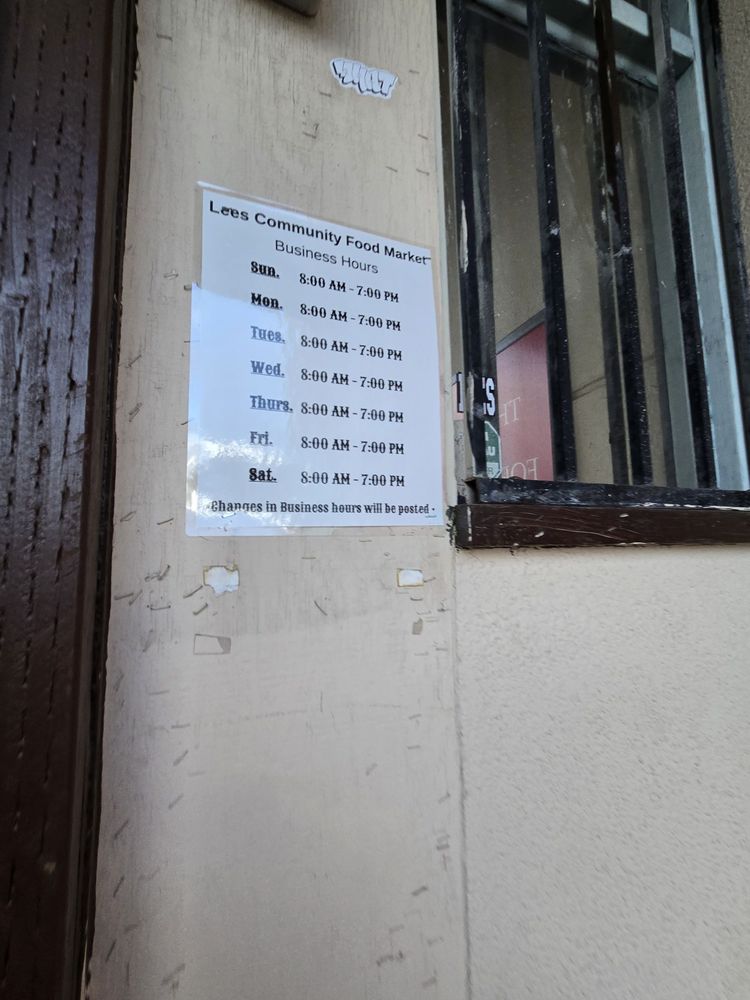 Lees Community Food Market
Business Hours
Sun. 8:00 AM - 7:00 PM
Mon. 8:00 AM - 7:00 PM
Tues. 8:00 AM - 7:00 PM
Wed. 8:00 AM - 7:00 PM
Thurs. 8:00 AM - 7:00 PM
Fri. 8:00 AM - 7:00 PM
Sat. 8:00 AM - 7:00 PM
Changes in Business hours will be posted